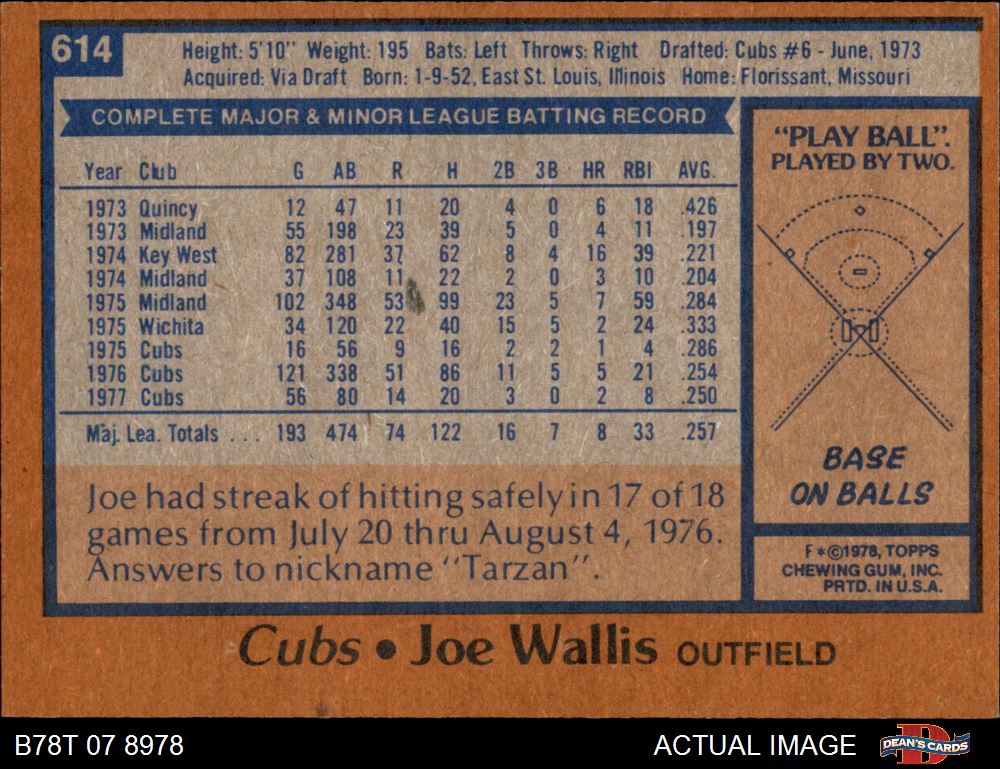 614
Height: 5'10" Weight: 195 Bats: Left Throws: Right Drafted: Cubs #6 - June, 1973
Acquired: Via Draft Born: 1-9-52, East St. Louis, Illinois Home: Florissant, Missouri
COMPLETE MAJOR & MINOR LEAGUE BATTING RECORD
Year Club G AB R H 2B 3B HR RBI AVG.
1973 Quincy 12 47 11 20 4 0 6 18 .426
1973 Midland 55 198 23 39 5 0 4 11 .197
1974 Key West 82 281 37 62 8 4 16 39 .221
1974 Midland 37 108 11 22 2 0 3 10 .204
1975 Midland 102 348 53 99 23 5 7 59 .284
1975 Wichita 34 120 22 40 15 5 2 24 .333
1975 Cubs 16 56 9 16 2 2 1 4 .286
1976 Cubs 121 338 51 86 11 5 5 21 .254
1977 Cubs 56 80 14 20 3 0 2 8 .250
Maj. Lea. Totals . . . 193 474 74 122 16 7 8 33 .257
Joe had streak of hitting safely in 17 of 18
games from July 20 thru August 4, 1976.
Answers to nickname "Tarzan".
"PLAY BALL".
PLAYED BY TWO.
BASE
ON BALLS
F *©1978, TOPPS
CHEWING GUM, INC.
PRTD. IN U.S.A.
Cubs • Joe Wallis OUTFIELD
B78T 07 8978
ACTUAL IMAGE
DEAN'S CARDS